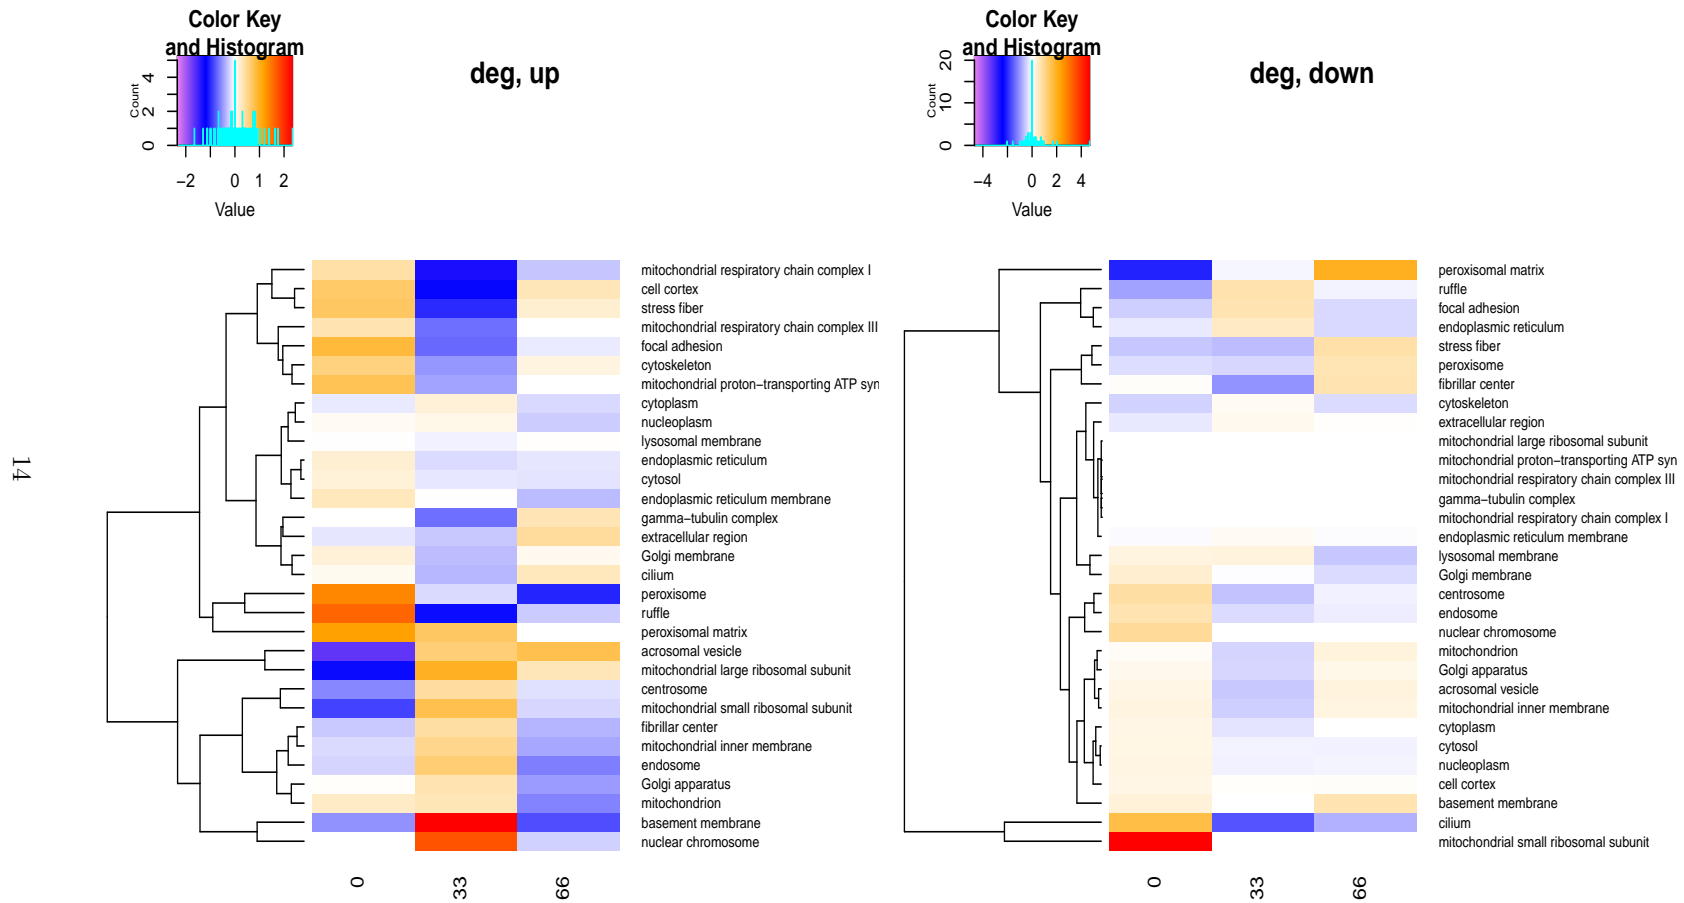 Color Key
and Histogram
Count
0 2 4
−2 0 1 2
Value
deg, up
mitochondrial respiratory chain complex I
cell cortex
stress fiber
mitochondrial respiratory chain complex III
focal adhesion
cytoskeleton
mitochondrial proton−transporting ATP syn
cytoplasm
nucleoplasm
lysosomal membrane
endoplasmic reticulum
cytosol
endoplasmic reticulum membrane
gamma−tubulin complex
extracellular region
Golgi membrane
cilium
peroxisome
ruffle
peroxisomal matrix
acrosomal vesicle
mitochondrial large ribosomal subunit
centrosome
mitochondrial small ribosomal subunit
fibrillar center
mitochondrial inner membrane
endosome
Golgi apparatus
mitochondrion
basement membrane
nuclear chromosome
0 33 66
Color Key
and Histogram
Count
0 10 20
−4 0 2 4
Value
deg, down
peroxisomal matrix
ruffle
focal adhesion
endoplasmic reticulum
stress fiber
peroxisome
fibrillar center
cytoskeleton
extracellular region
mitochondrial large ribosomal subunit
mitochondrial proton−transporting ATP syn
mitochondrial respiratory chain complex III
gamma−tubulin complex
mitochondrial respiratory chain complex I
endoplasmic reticulum membrane
lysosomal membrane
Golgi membrane
centrosome
endosome
nuclear chromosome
mitochondrion
Golgi apparatus
acrosomal vesicle
mitochondrial inner membrane
cytoplasm
cytosol
nucleoplasm
cell cortex
basement membrane
cilium
mitochondrial small ribosomal subunit
0 33 66
14